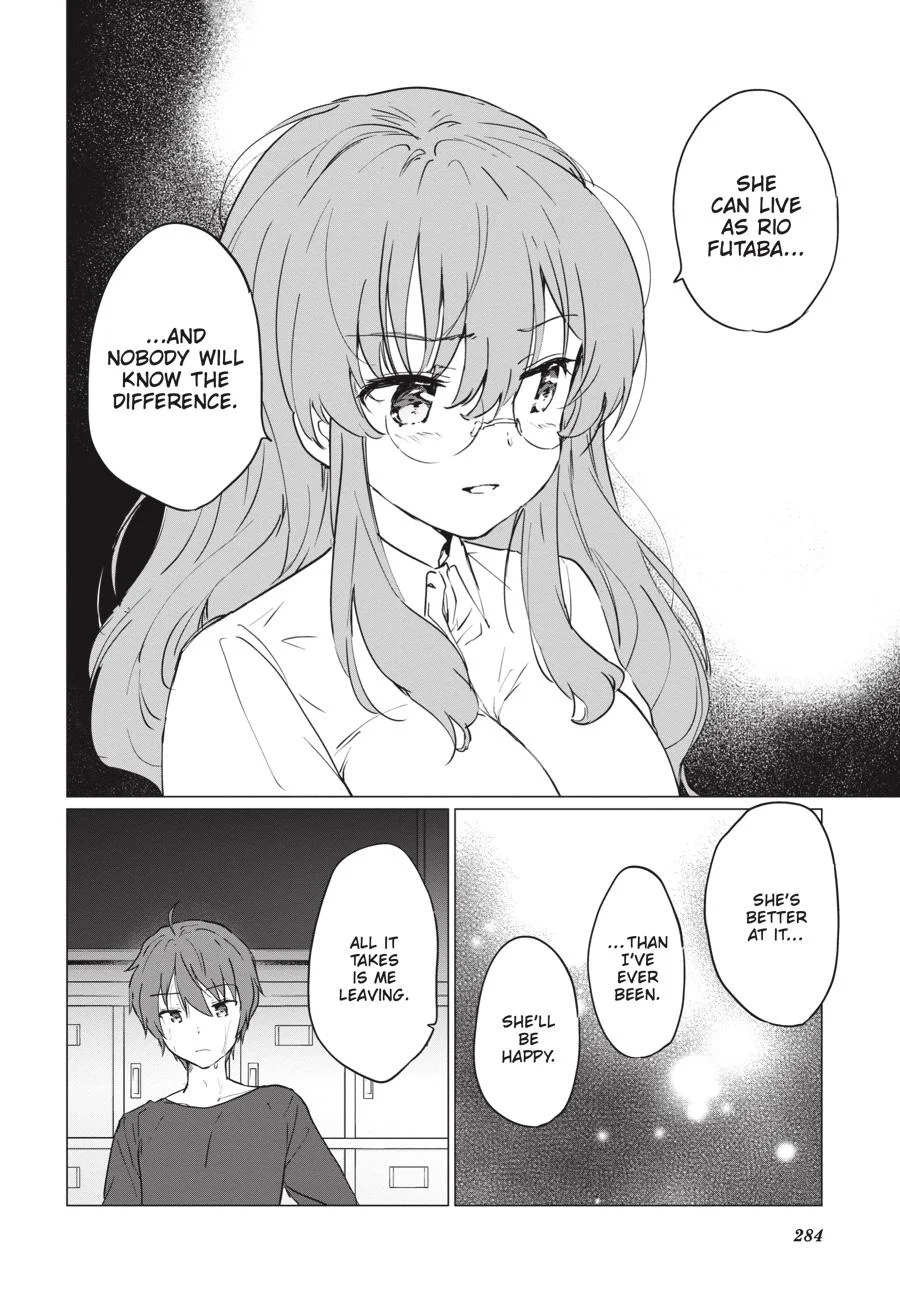 SHE
CAN LIVE
AS RIO
FUTABA...
...AND
NOBODY WILL
KNOW THE
DIFFERENCE.
SHE'S
BETTER
AT IT...
...THAN
I'VE
EVER
BEEN.
SHE'LL
BE
HAPPY.
ALL IT
TAKES
IS ME
LEAVING.
284